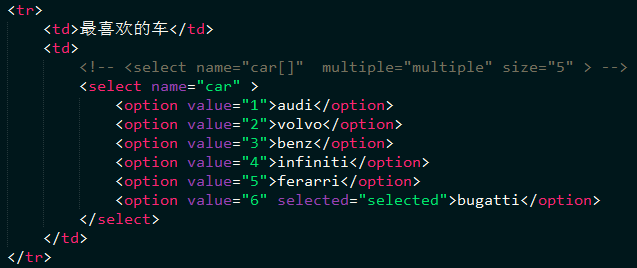 <tr>
    <td>最喜欢的车</td>
    <td>
        <!-- <select name="car[]"  multiple="multiple" size="5" > -->
        <select name="car" >
            <option value="1">audi</option>
            <option value="2">volvo</option>
            <option value="3">benz</option>
            <option value="4">infiniti</option>
            <option value="5">ferarri</option>
            <option value="6" selected="selected">bugatti</option>
        </select>
    </td>
</tr>